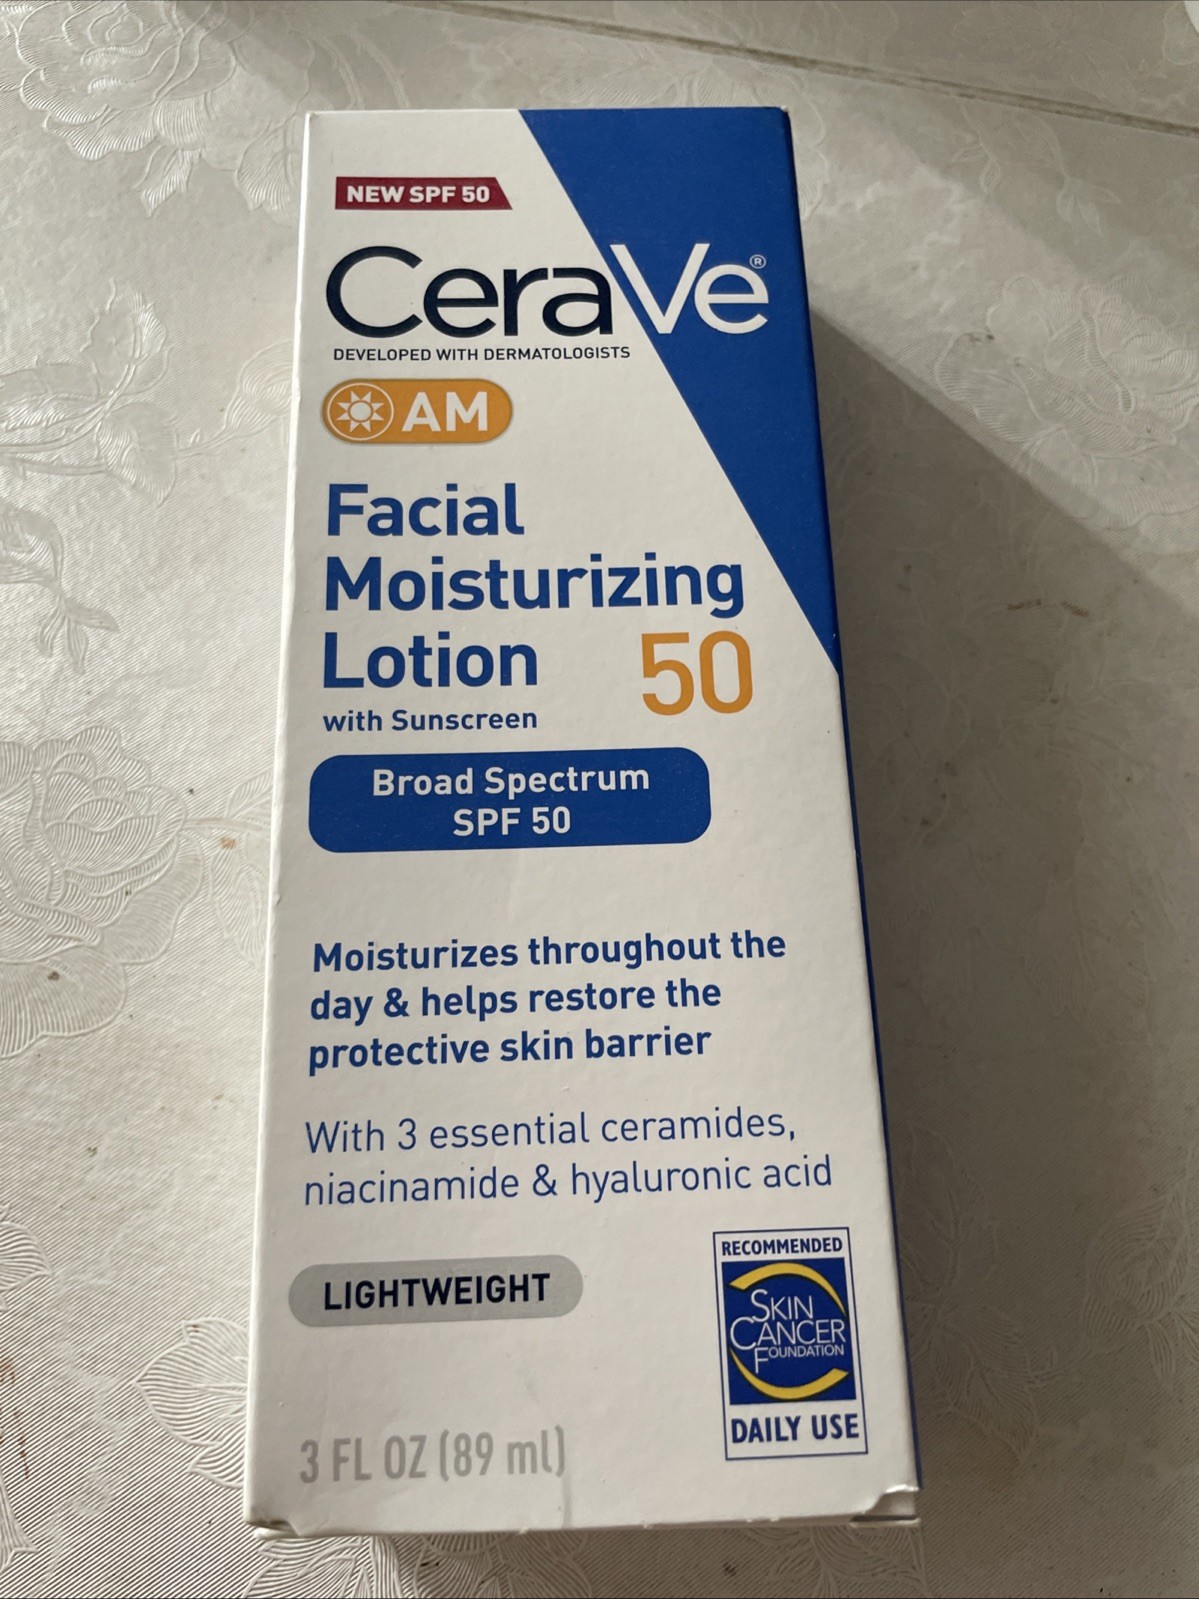 NEW SPF 50
CeraVe®
DEVELOPED WITH DERMATOLOGISTS
AM
Facial
Moisturizing
Lotion 50
with Sunscreen
Broad Spectrum
SPF 50
Moisturizes throughout the
day & helps restore the
protective skin barrier
With 3 essential ceramides,
niacinamide & hyaluronic acid
LIGHTWEIGHT
RECOMMENDED
SKIN
CANCER
FOUNDATION
DAILY USE
3 FL OZ (89 ml)